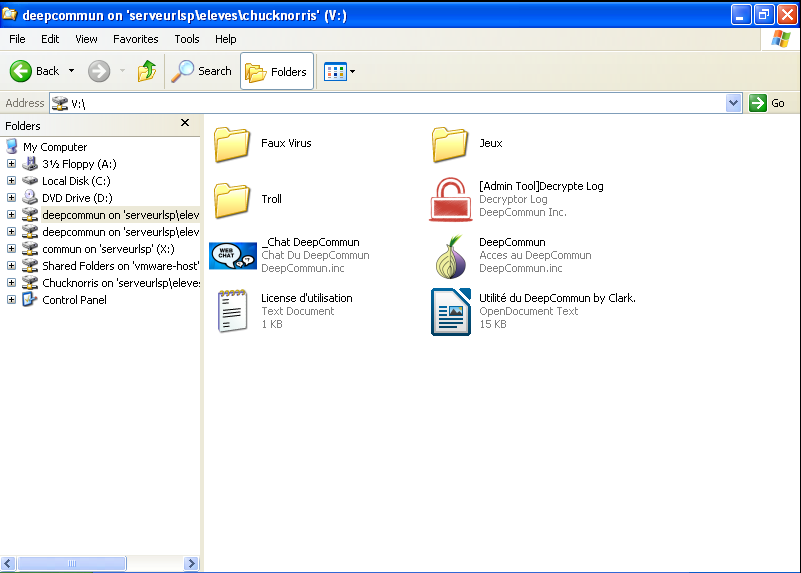 deepcommun on 'serveurlsp\eleves\chucknorris' (V:)
File Edit View Favorites Tools Help
Back Search Folders
Address V:\ Go
Folders
My Computer
3½ Floppy (A:)
Local Disk (C:)
DVD Drive (D:)
deepcommun on 'serveurlsp\elev
deepcommun on 'serveurlsp\elev
commun on 'serveurlsp' (X:)
Shared Folders on 'vmware-host'
Chucknorris on 'serveurlsp\eleves
Control Panel
Faux Virus
Jeux
Troll
[Admin Tool]Decrypte Log
Decryptor Log
DeepCommun Inc.
WEB
CHAT
_Chat DeepCommun
Chat Du DeepCommun
DeepCommun.inc
DeepCommun
Acces au DeepCommun
DeepCommun.inc
License d'utilisation
Text Document
1 KB
Utilité du DeepCommun by Clark.
OpenDocument Text
15 KB